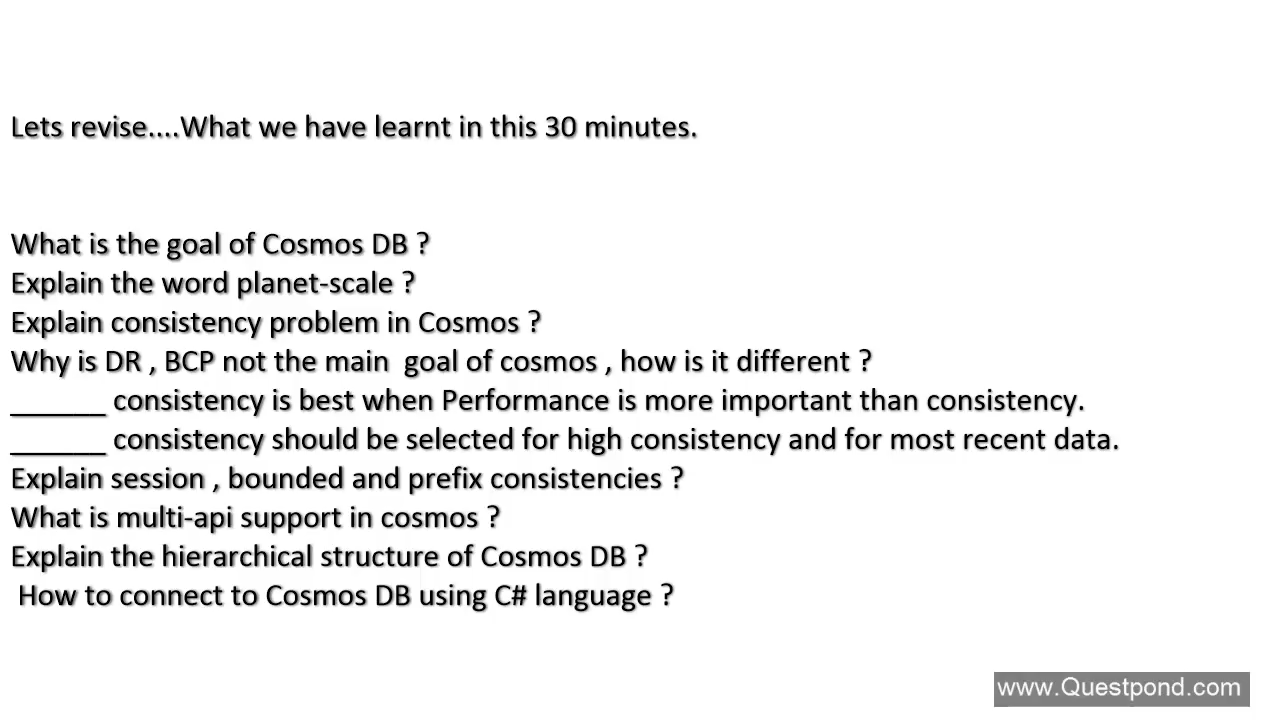 Lets revise....What we have learnt in this 30 minutes.
What is the goal of Cosmos DB ?
Explain the word planet-scale ?
Explain consistency problem in Cosmos ?
Why is DR , BCP not the main  goal of cosmos , how is it different ?
______ consistency is best when Performance is more important than consistency.
______ consistency should be selected for high consistency and for most recent data.
Explain session , bounded and prefix consistencies ?
What is multi-api support in cosmos ?
Explain the hierarchical structure of Cosmos DB ?
How to connect to Cosmos DB using C# language ?
www.Questpond.com